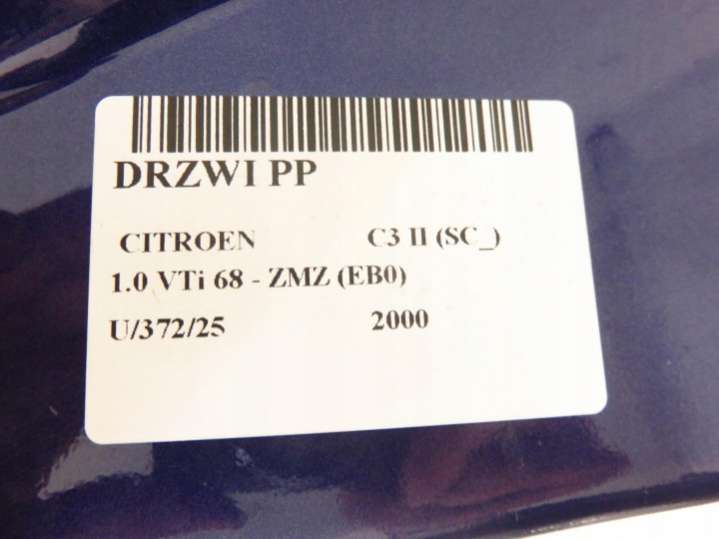 DRZWI PP
CITROEN C3 II (SC_)
1.0 VTi 68 - ZMZ (EB0)
U/372/25 2000